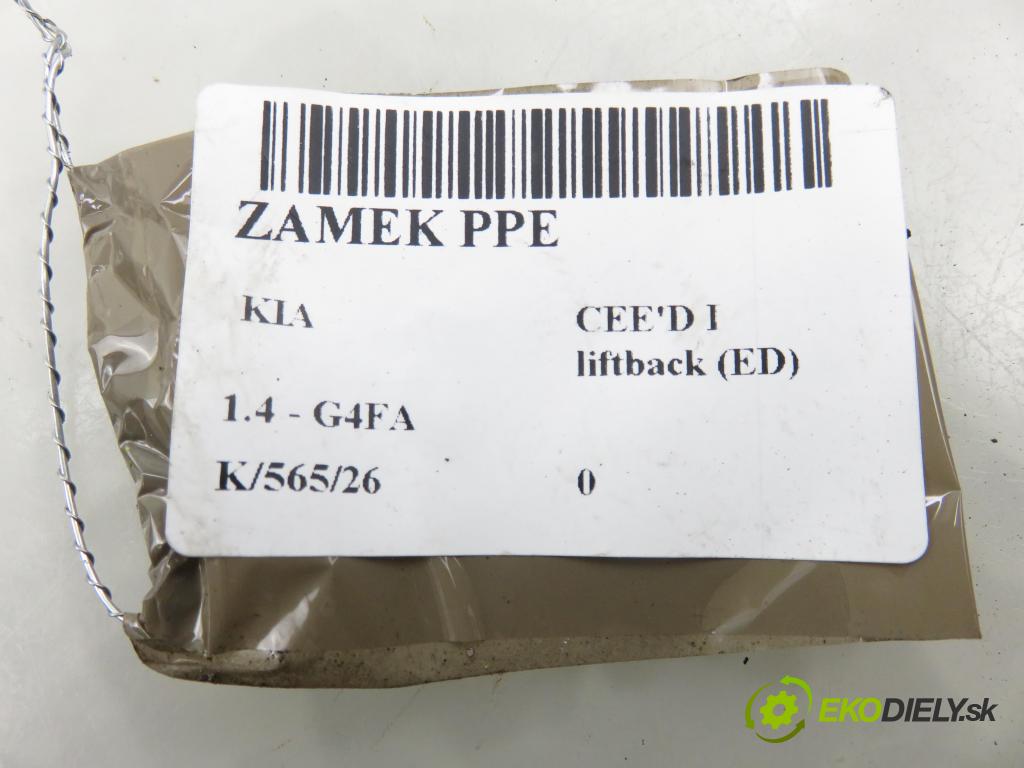 ZAMEK PPE
KIA
CEE'D I
liftback (ED)
1.4 - G4FA
K/565/26
0
EKODIELY.sk